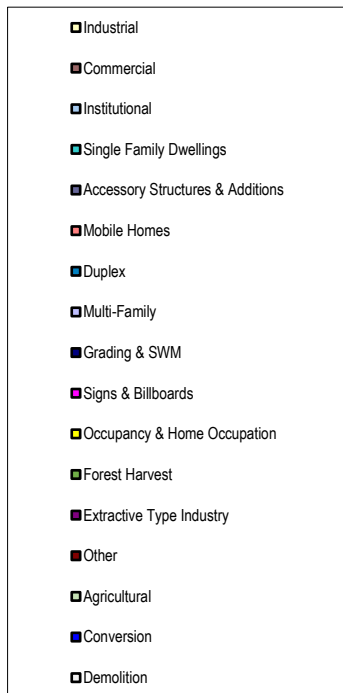 Industrial
Commercial
Institutional
Single Family Dwellings
Accessory Structures & Additions
Mobile Homes
Duplex
Multi-Family
Grading & SWM
Signs & Billboards
Occupancy & Home Occupation
Forest Harvest
Extractive Type Industry
Other
Agricultural
Conversion
Demolition